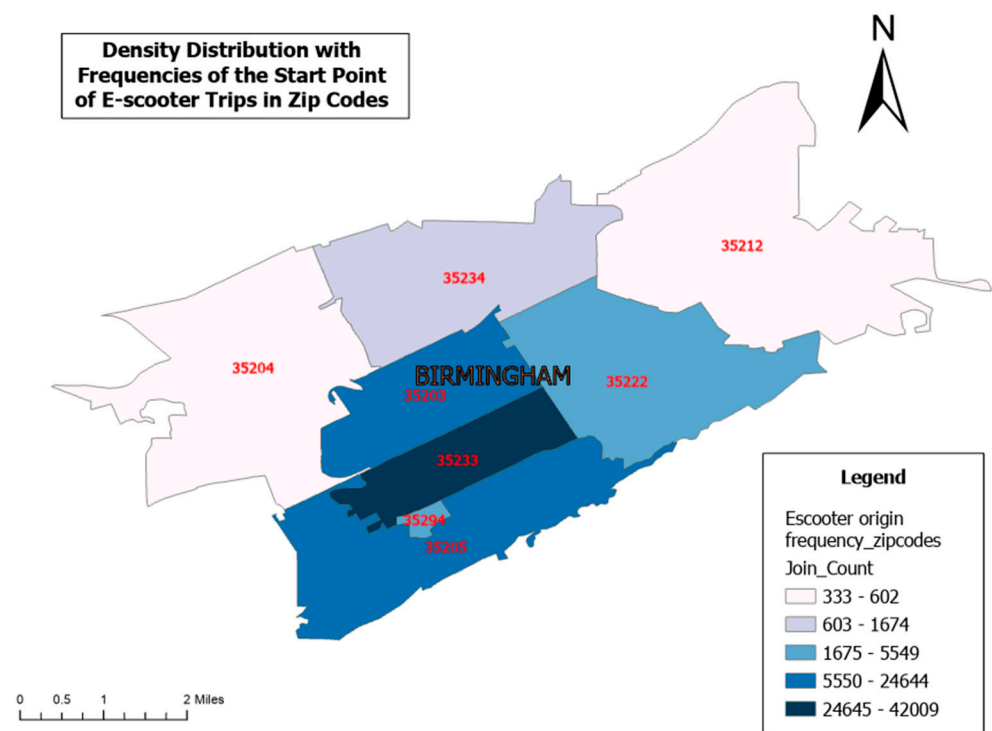 Density Distribution with
Frequencies of the Start Point
of E-scooter Trips in Zip Codes
N
35212
35234
35204
BIRMINGHAM
35222
35203
35233
35294
35205
Legend
Escooter origin
frequency_zipcodes
Join_Count
333 - 602
603 - 1674
1675 - 5549
5550 - 24644
24645 - 42009
0 0.5 1 2 Miles